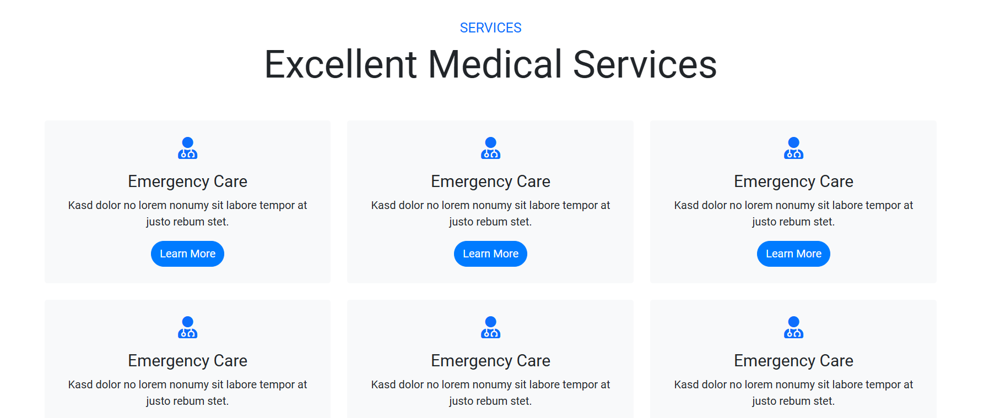 SERVICES
Excellent Medical Services
Emergency Care
Kasd dolor no lorem nonumy sit labore tempor at
justo rebum stet.
Learn More
Emergency Care
Kasd dolor no lorem nonumy sit labore tempor at
justo rebum stet.
Learn More
Emergency Care
Kasd dolor no lorem nonumy sit labore tempor at
justo rebum stet.
Learn More
Emergency Care
Kasd dolor no lorem nonumy sit labore tempor at
justo rebum stet.
Emergency Care
Kasd dolor no lorem nonumy sit labore tempor at
justo rebum stet.
Emergency Care
Kasd dolor no lorem nonumy sit labore tempor at
justo rebum stet.